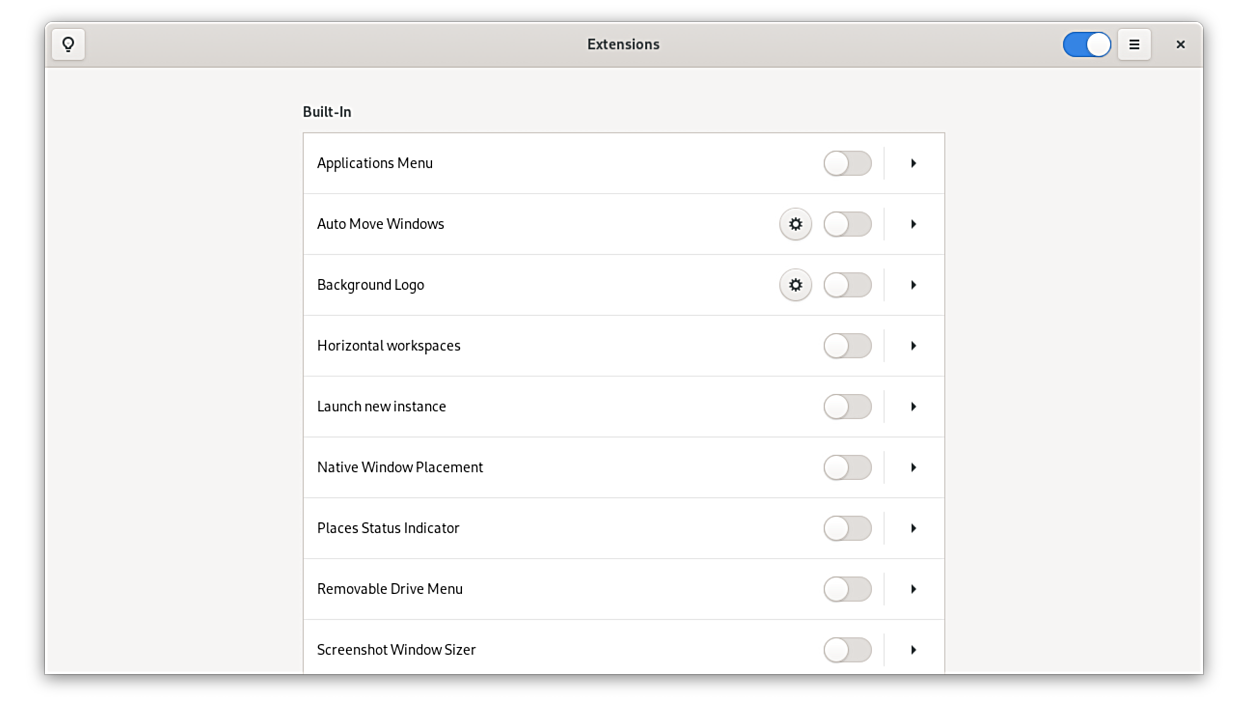 Extensions
Built-In
Applications Menu
Auto Move Windows
Background Logo
Horizontal workspaces
Launch new instance
Native Window Placement
Places Status Indicator
Removable Drive Menu
Screenshot Window Sizer